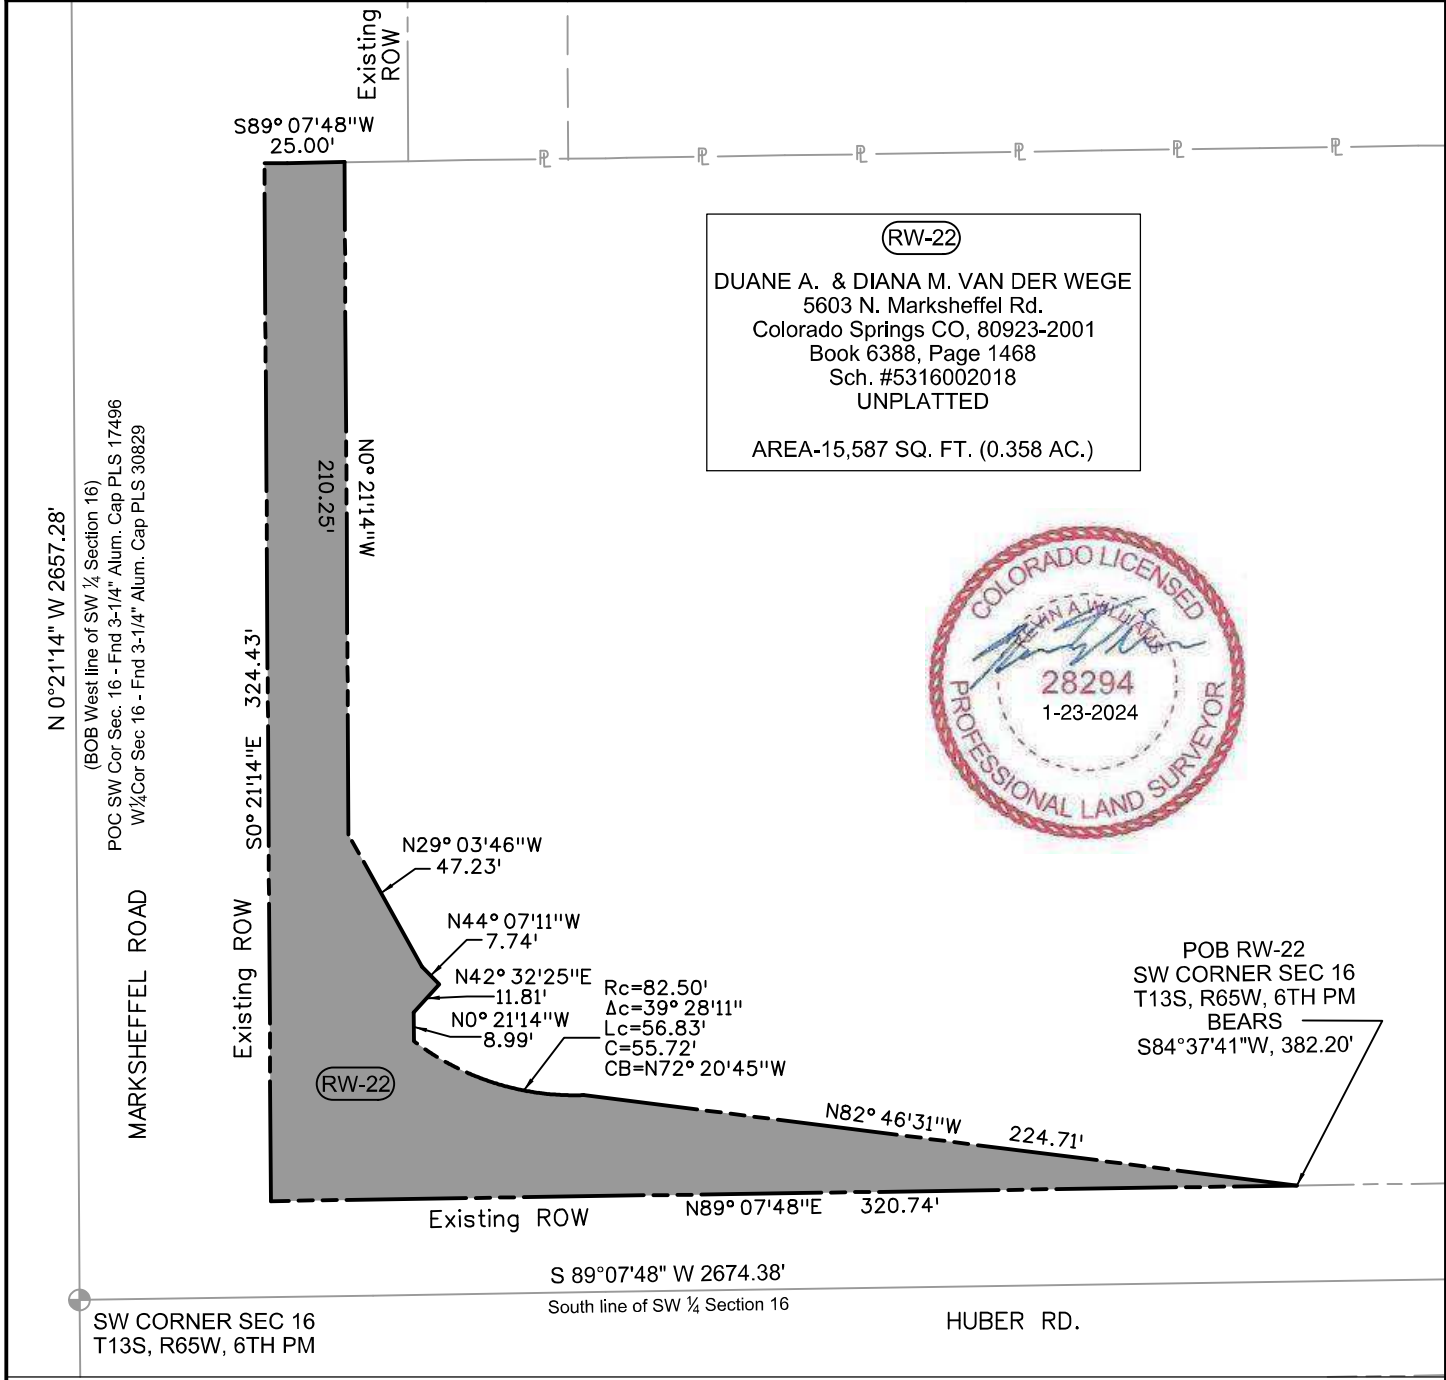 Existing
ROW
S89° 07'48"W
25.00'
PL PL PL PL PL PL
RW-22
DUANE A. & DIANA M. VAN DER WEGE
5603 N. Marksheffel Rd.
Colorado Springs CO, 80923-2001
Book 6388, Page 1468
Sch. #5316002018
UNPLATTED
AREA-15,587 SQ. FT. (0.358 AC.)
N 0°21'14" W 2657.28'
(BOB West line of SW ¼ Section 16)
POC SW Cor Sec. 16 - Fnd 3-1/4" Alum. Cap PLS 17496
W¼Cor Sec 16 - Fnd 3-1/4" Alum. Cap PLS 30829
MARKSHEFFEL ROAD
S0° 21'14"E 324.43'
Existing ROW
N0° 21'14"W
210.25'
COLORADO LICENSED
KEVIN A WILLIAMS
28294
1-23-2024
PROFESSIONAL LAND SURVEYOR
N29° 03'46"W
47.23'
N44° 07'11"W
7.74'
N42° 32'25"E
11.81'
N0° 21'14"W
8.99'
Rc=82.50'
Δc=39° 28'11"
Lc=56.83'
C=55.72'
CB=N72° 20'45"W
RW-22
N82° 46'31"W 224.71'
POB RW-22
SW CORNER SEC 16
T13S, R65W, 6TH PM
BEARS
S84°37'41"W, 382.20'
N89° 07'48"E 320.74'
Existing ROW
S 89°07'48" W 2674.38'
South line of SW ¼ Section 16
SW CORNER SEC 16
T13S, R65W, 6TH PM
HUBER RD.